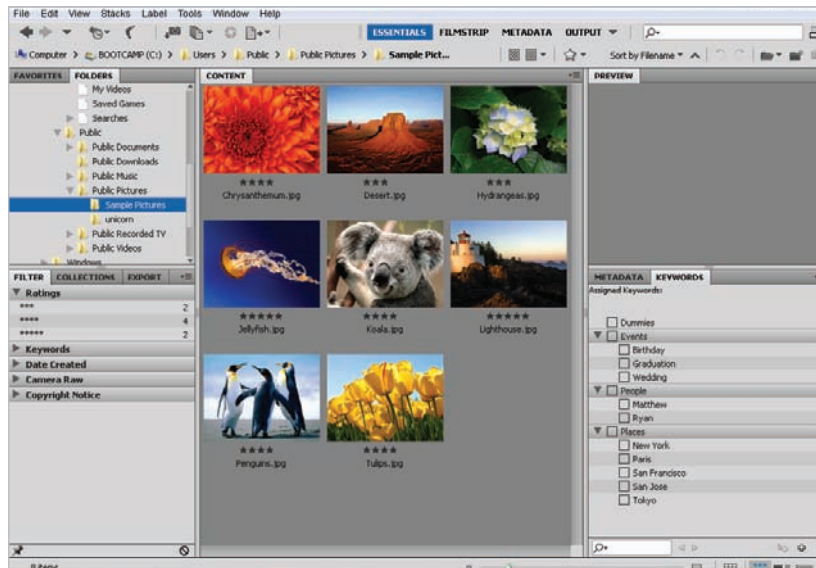 File Edit View Stacks Label Tools Window Help
ESSENTIALS FILMSTRIP METADATA OUTPUT
Computer > BOOTCAMP (C:) > Users > Public > Public Pictures > Sample Pict...
Sort by Filename
FAVORITES FOLDERS
My Videos
Saved Games
Searches
Public
Public Documents
Public Downloads
Public Music
Public Pictures
Sample Pictures
unicorn
Public Recorded TV
Public Videos
Windows
FILTER COLLECTIONS EXPORT
Ratings
*** 2
**** 4
***** 2
Keywords
Date Created
Camera Raw
Copyright Notice
CONTENT
★★★★ ★★★ ★★★
Chrysanthemum.jpg Desert.jpg Hydrangeas.jpg
★★★★★ ★★★★ ★★★★★
Jellyfish.jpg Koala.jpg Lighthouse.jpg
★★★★ ★★★★
Penguins.jpg Tulips.jpg
PREVIEW
METADATA KEYWORDS
Assigned Keywords:
Dummies
Events
Birthday
Graduation
Wedding
People
Matthew
Ryan
Places
New York
Paris
San Francisco
San Jose
Tokyo